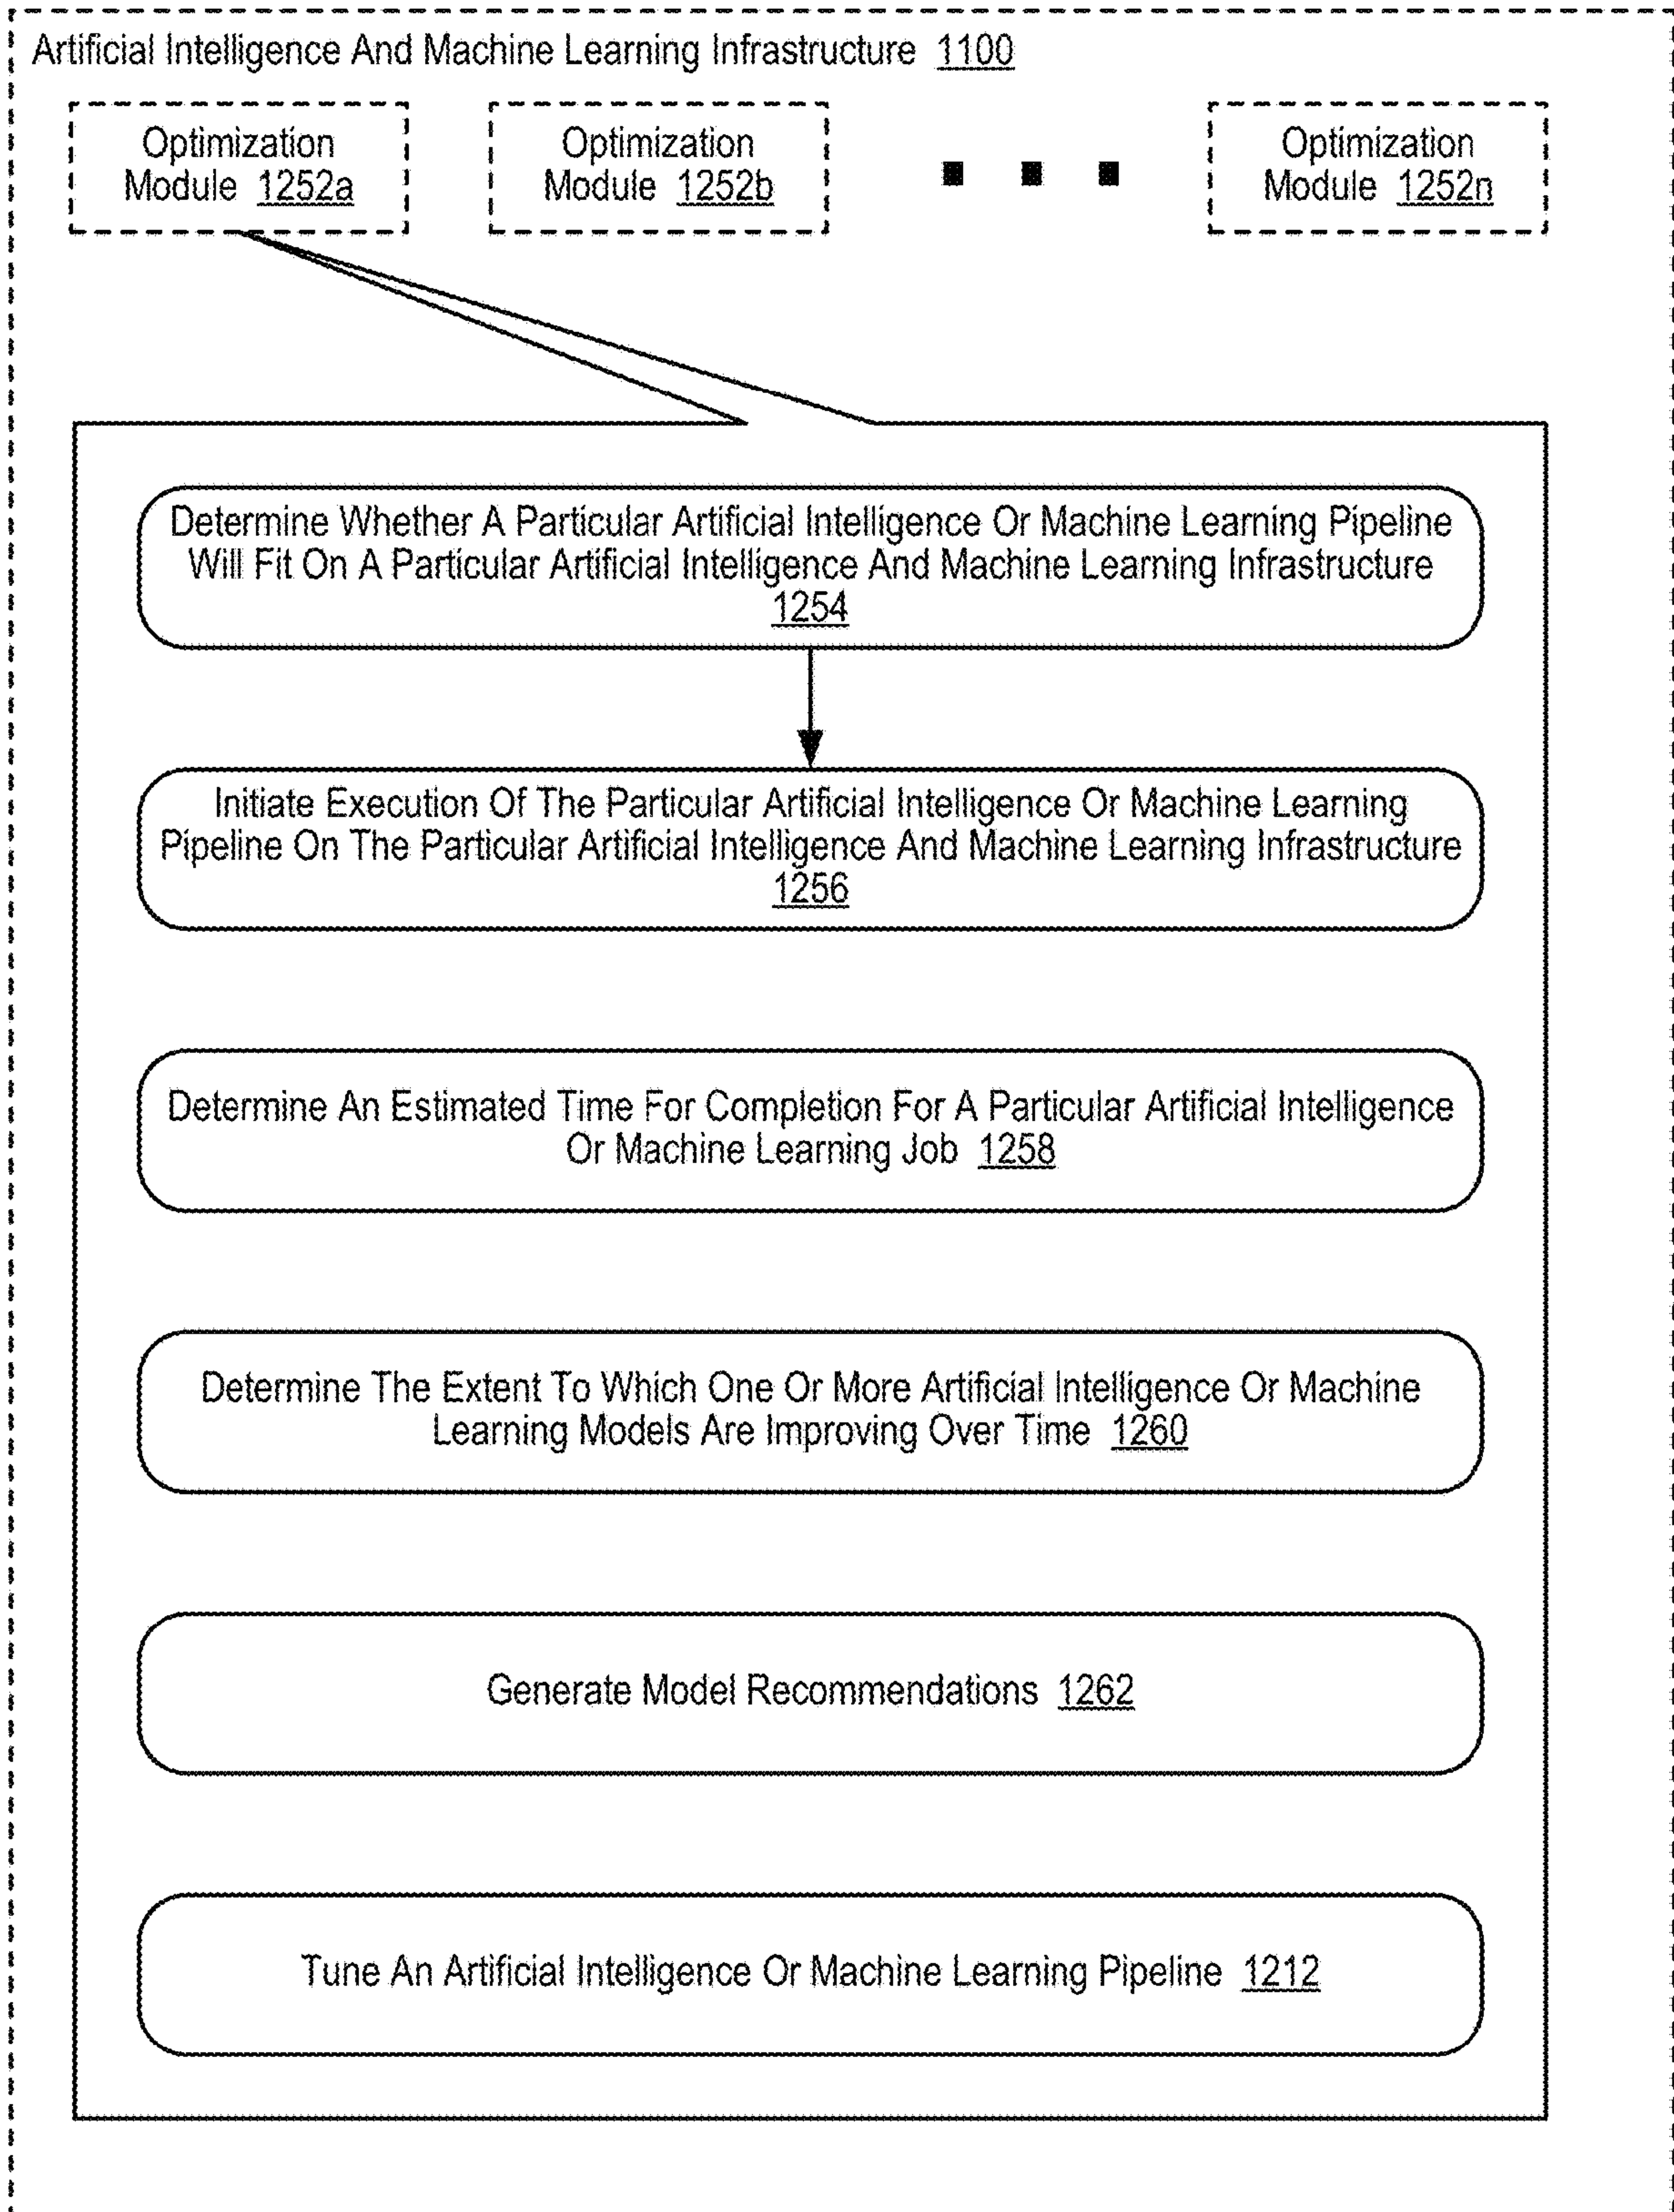 Artificial Intelligence And Machine Learning Infrastructure 1100
Optimization
Module 1252a
Optimization
Module 1252b
Optimization
Module 1252n
Determine Whether A Particular Artificial Intelligence Or Machine Learning Pipeline
Will Fit On A Particular Artificial Intelligence And Machine Learning Infrastructure
1254
Initiate Execution Of The Particular Artificial Intelligence Or Machine Learning
Pipeline On The Particular Artificial Intelligence And Machine Learning Infrastructure
1256
Determine An Estimated Time For Completion For A Particular Artificial Intelligence
Or Machine Learning Job 1258
Determine The Extent To Which One Or More Artificial Intelligence Or Machine
Learning Models Are Improving Over Time 1260
Generate Model Recommendations 1262
Tune An Artificial Intelligence Or Machine Learning Pipeline 1212